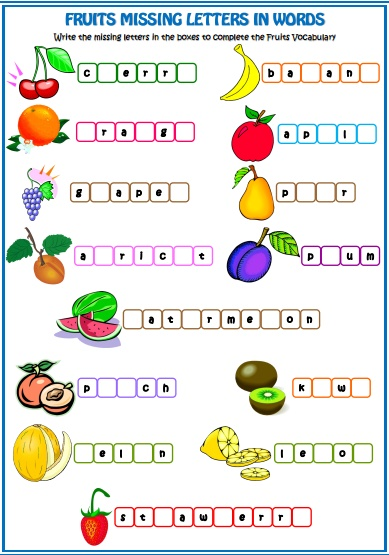 FRUITS MISSING LETTERS IN WORDS
Write the missing letters in the boxes to Complete the Fruits Vocabulary
c e r r
b a a n
r a g
a p l
g a p e
p r
a r i c t
p u m
a t r m e o n
p c h
k w
e l n
l e o
s t a w e r r